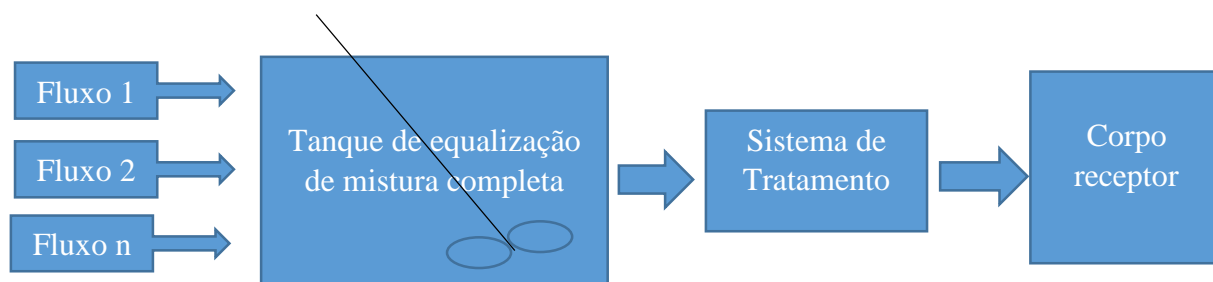 Fluxo 1
Fluxo 2
Fluxo n
Tanque de equalização
de mistura completa
Sistema de
Tratamento
Corpo
receptor